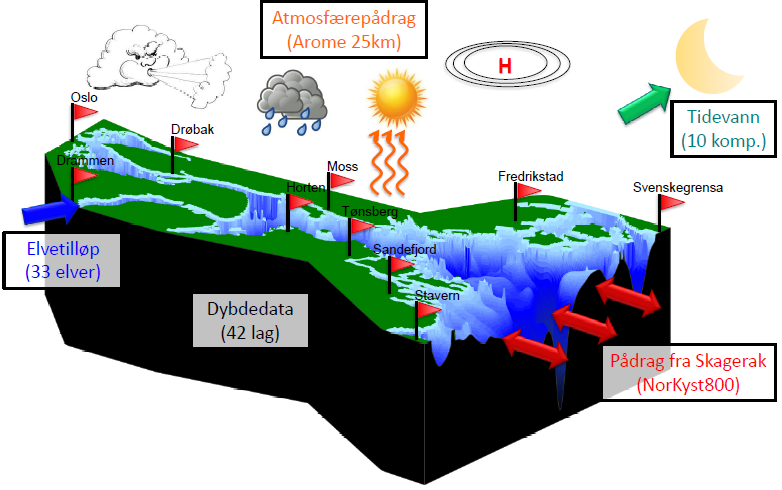 Atmosfærepådrag
(Arome 25km)
H
Tidevann
(10 komp.)
Oslo
Drøbak
Drammen
Moss
Horten
Tønsberg
Fredrikstad
Svenskegrensa
Sandefjord
Stavern
Elvetilløp
(33 elver)
Dybdedata
(42 lag)
Pådrag fra Skagerak
(NorKyst800)